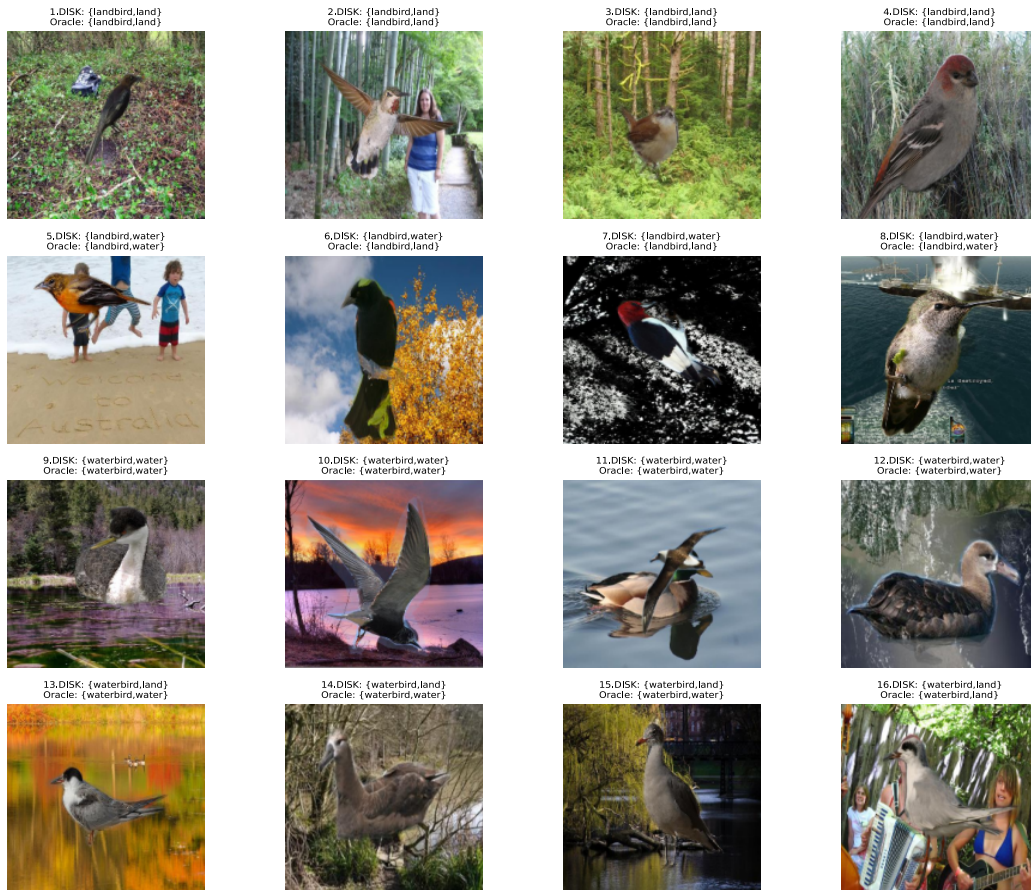 1.DISK: {landbird,land}
Oracle: {landbird,land}
2.DISK: {landbird,land}
Oracle: {landbird,land}
3.DISK: {landbird,land}
Oracle: {landbird,land}
4.DISK: {landbird,land}
Oracle: {landbird,land}
5.DISK: {landbird,water}
Oracle: {landbird,water}
6.DISK: {landbird,water}
Oracle: {landbird,land}
7.DISK: {landbird,water}
Oracle: {landbird,land}
8.DISK: {landbird,water}
Oracle: {landbird,water}
Welcome
to
Australia
9.DISK: {waterbird,water}
Oracle: {waterbird,water}
10.DISK: {waterbird,water}
Oracle: {waterbird,water}
11.DISK: {waterbird,water}
Oracle: {waterbird,water}
12.DISK: {waterbird,water}
Oracle: {waterbird,water}
13.DISK: {waterbird,land}
Oracle: {waterbird,water}
14.DISK: {waterbird,land}
Oracle: {waterbird,land}
15.DISK: {waterbird,land}
Oracle: {waterbird,water}
16.DISK: {waterbird,land}
Oracle: {waterbird,land}